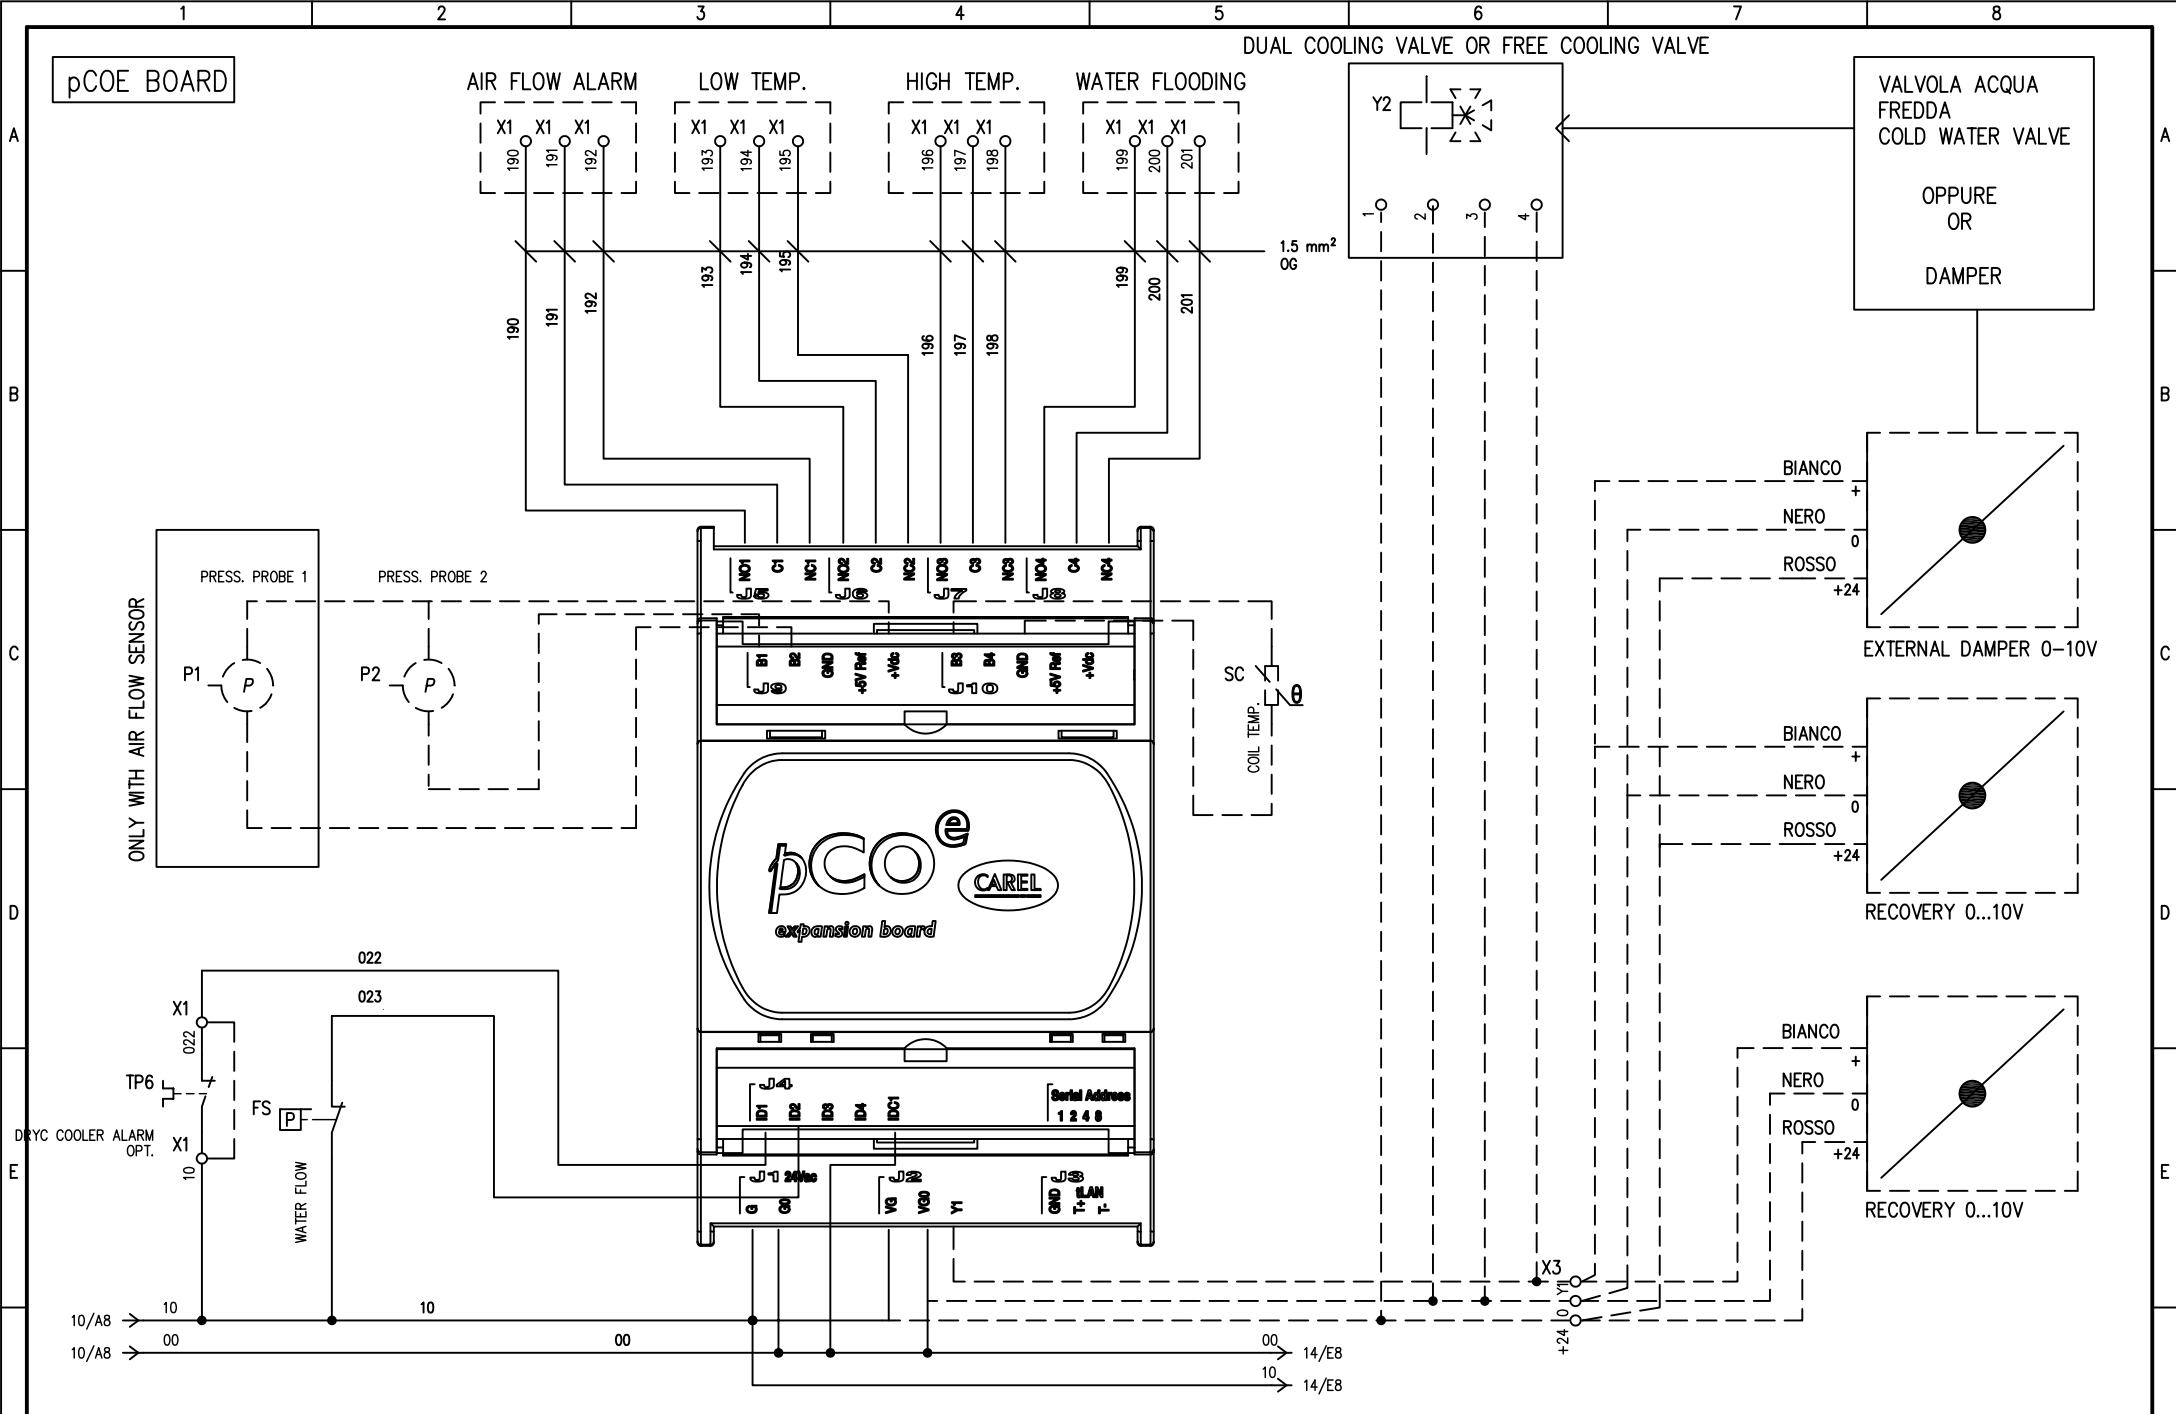 1 2 3 4 5 6 7 8
DUAL COOLING VALVE OR FREE COOLING VALVE
pCOE BOARD
AIR FLOW ALARM
LOW TEMP.
HIGH TEMP.
WATER FLOODING
A
A
X1 X1 X1
190 191 192
X1 X1 X1
193 194 195
X1 X1 X1
196 197 198
X1 X1 X1
199 200 201
Y2
1 2 3 4
VALVOLA ACQUA
FREDDA
COLD WATER VALVE
OPPURE
OR
DAMPER
1.5 mm²
OG
190 191 192
193 194 195
196 197 198
199 200 201
B
B
BIANCO
+
NERO
0
ROSSO
+24
EXTERNAL DAMPER 0-10V
C
C
ONLY WITH AIR FLOW SENSOR
PRESS. PROBE 1
PRESS. PROBE 2
P1
P
P2
P
NO1 C1 NC1 NO2 C2 NC2 NO3 C3 NC3 NO4 C4 NC4
J5 J6 J7 J8
B1 B2 GND +5V Ref +Vdc B3 B4 GND +5V Ref +Vdc
J9 J10
SC
θ
COIL TEMP.
BIANCO
+
NERO
0
ROSSO
+24
RECOVERY 0...10V
D
D
pCOe
CAREL
expansion board
022
023
X1
022
TP6
DRYC COOLER ALARM
OPT.
X1
10
FS
P
WATER FLOW
E
E
J4
ID1 ID2 ID3 ID4 IDC1
Serial Address
1 2 4 8
J1 24Vac
G G0
J2
VG VG0 Y1
J3
tLAN
GND T+ T-
BIANCO
+
NERO
0
ROSSO
+24
RECOVERY 0...10V
X3
Y1
0
+24
10/A8
10
10
10/A8
00
00
00
14/E8
10
14/E8